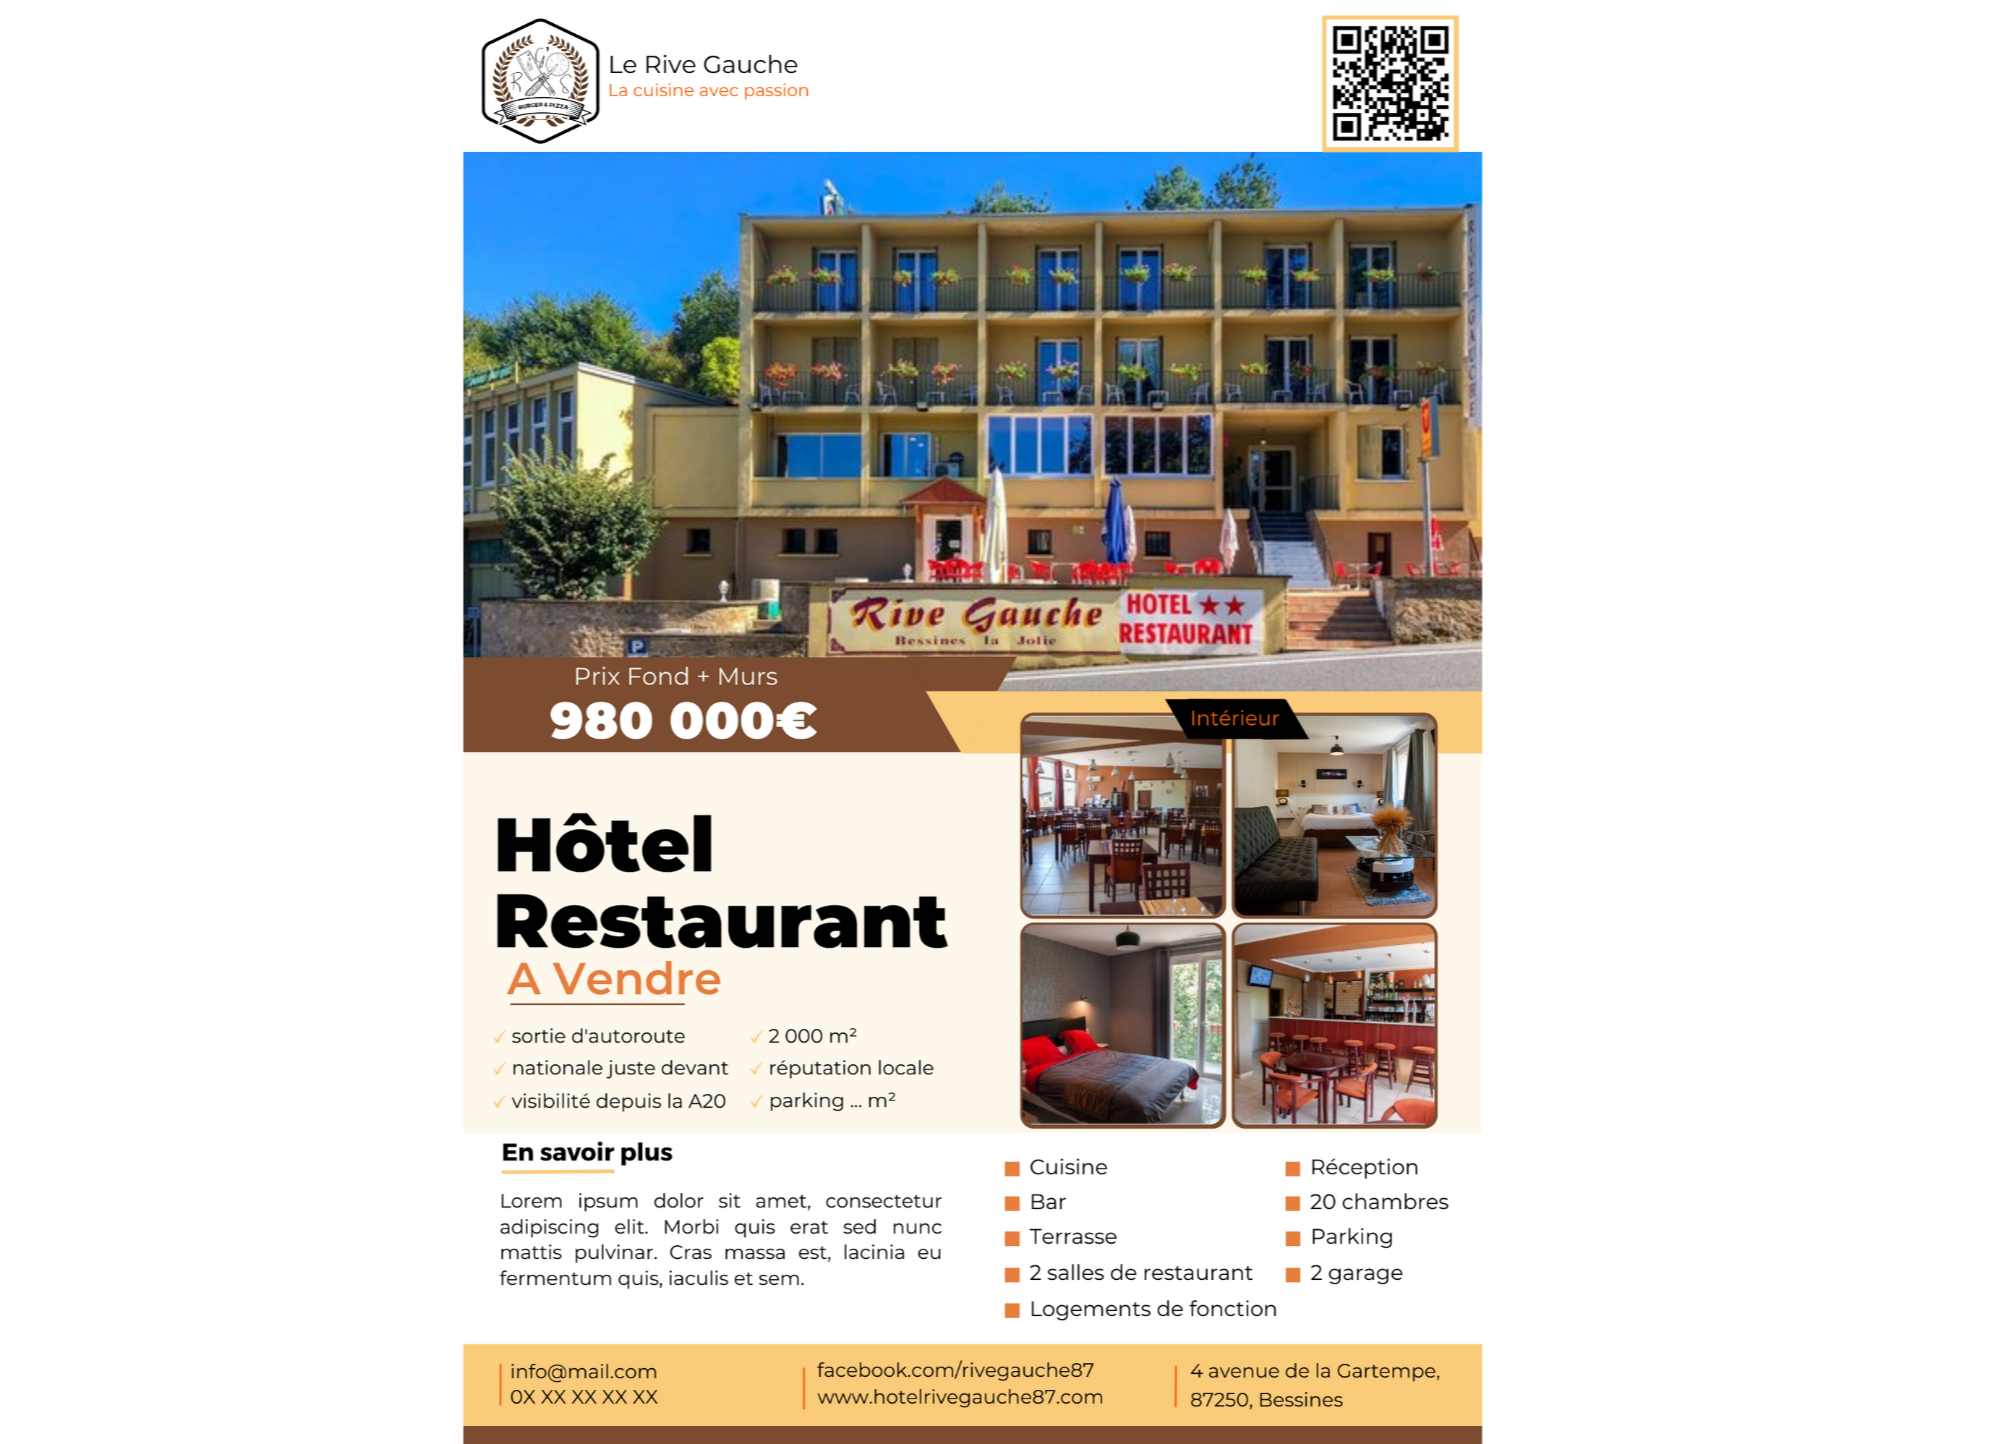 Le Rive Gauche
La cuisine avec passion
R G' S
BURGER & PIZZA
RIVE GAUCHE
Rive Gauche
Bessines la Jolie
HOTEL ★★
RESTAURANT
P
Prix Fond + Murs
980 000€
Intérieur
Hôtel
Restaurant
A Vendre
✓ sortie d'autoroute
✓ nationale juste devant
✓ visibilité depuis la A20
✓ 2 000 m²
✓ réputation locale
✓ parking ... m²
En savoir plus
Lorem ipsum dolor sit amet, consectetur
adipiscing elit. Morbi quis erat sed nunc
mattis pulvinar. Cras massa est, lacinia eu
fermentum quis, iaculis et sem.
Cuisine
Bar
Terrasse
2 salles de restaurant
Logements de fonction
Réception
20 chambres
Parking
2 garage
info@mail.com
0X XX XX XX XX
facebook.com/rivegauche87
www.hotelrivegauche87.com
4 avenue de la Gartempe,
87250, Bessines